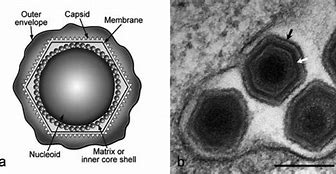 Outer
envelope
Capsid
Membrane
Nucleoid
Matrix or
inner core shell
a
b